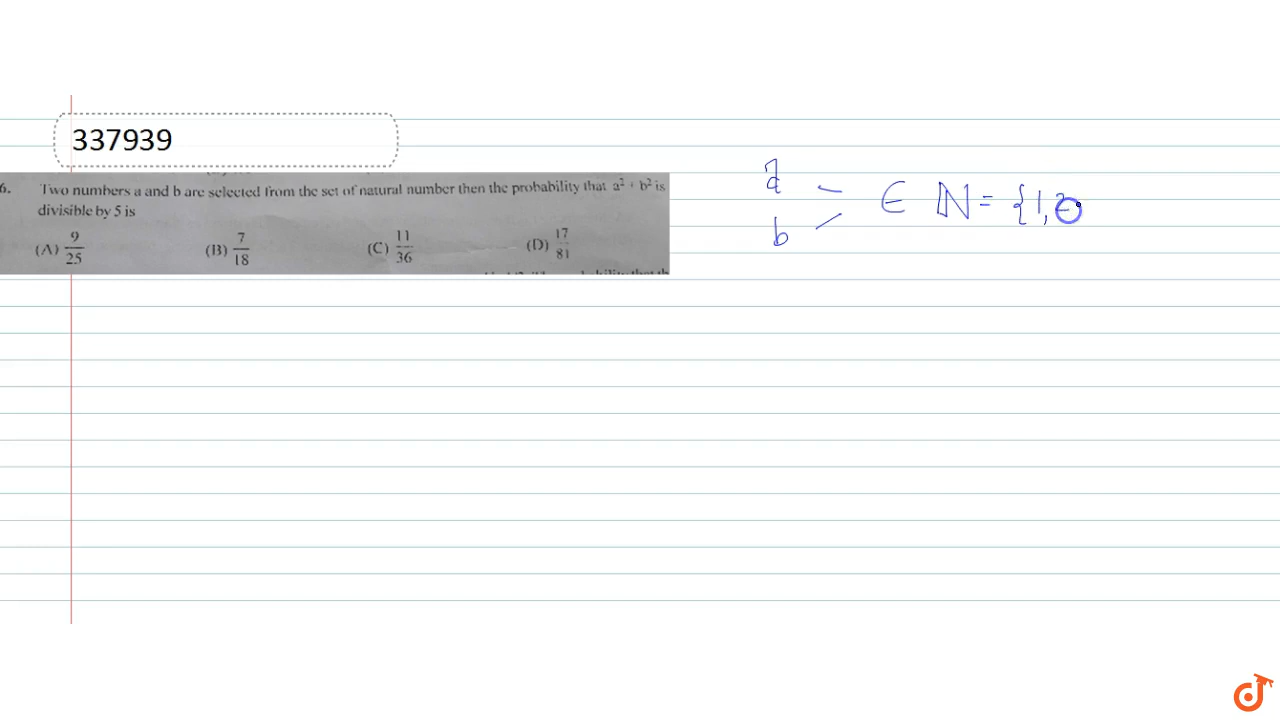 337939
6. Two numbers a and b are selected from the set of natural number then the probability that a² + b² is
divisible by 5 is
(A) 9/25 (B) 7/18 (C) 11/36 (D) 17/81
a
b ∈ ℕ = {1, 2